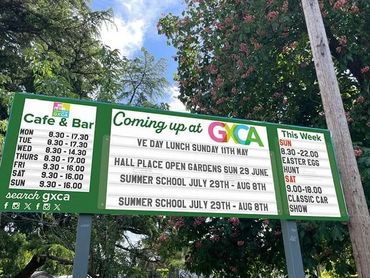 Cafe & Bar
MON 8.30 - 17.30
TUE 8.30 - 17.30
WED 8.30 - 14.30
THURS 8.30 - 16.00
FRI 8.30 - 16.00
SAT 9.30 - 16.00
SUN 9.30 - 16.00
search gxca
Coming up at GXCA
VE DAY LUNCH SUNDAY 11TH MAY
HALL PLACE OPEN GARDENS SUN 29 JUNE
SUMMER SCHOOL JULY 29TH - AUG 8TH
SUMMER SCHOOL JULY 29TH - AUG 8TH
This Week
SUN
8.30 -22.00
EASTER EGG
HUNT
SAT
9.00 -16.00
CLASSIC CAR
SHOW